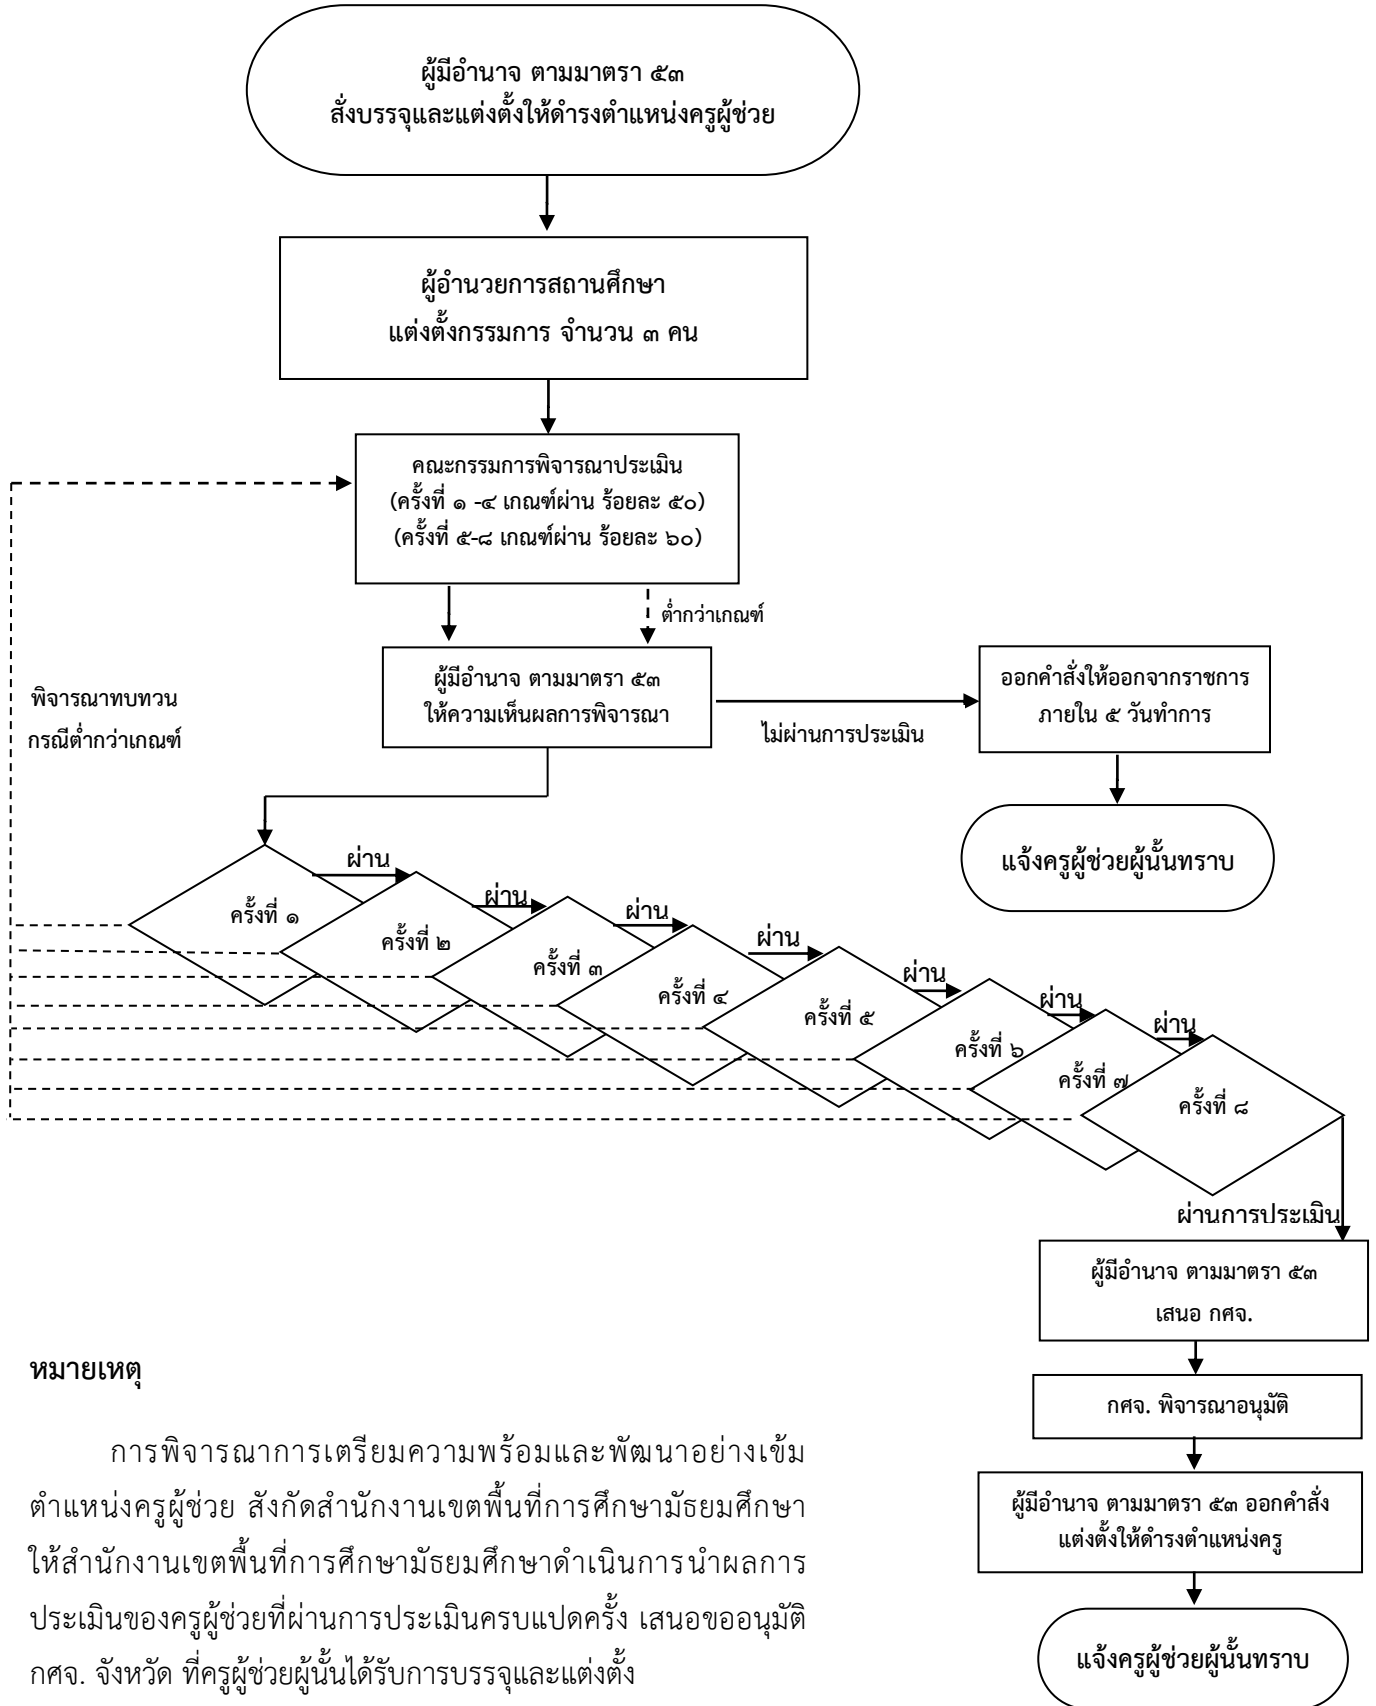 ผู้มีอำนาจ ตามมาตรา ๕๓
สั่งบรรจุและแต่งตั้งให้ดำรงตำแหน่งครูผู้ช่วย
ผู้อำนวยการสถานศึกษา
แต่งตั้งกรรมการ จำนวน ๓ คน
คณะกรรมการพิจารณาประเมิน
(ครั้งที่ ๑ -๔ เกณฑ์ผ่าน ร้อยละ ๕๐)
(ครั้งที่ ๕-๘ เกณฑ์ผ่าน ร้อยละ ๖๐)
ต่ำกว่าเกณฑ์
ผู้มีอำนาจ ตามมาตรา ๕๓
ให้ความเห็นผลการพิจารณา
ไม่ผ่านการประเมิน
ออกคำสั่งให้ออกจากราชการ
ภายใน ๕ วันทำการ
แจ้งครูผู้ช่วยผู้นั้นทราบ
พิจารณาทบทวน
กรณีต่ำกว่าเกณฑ์
ครั้งที่ ๑
ผ่าน
ครั้งที่ ๒
ผ่าน
ครั้งที่ ๓
ผ่าน
ครั้งที่ ๔
ผ่าน
ครั้งที่ ๕
ผ่าน
ครั้งที่ ๖
ผ่าน
ครั้งที่ ๗
ผ่าน
ครั้งที่ ๘
ผ่านการประเมิน
ผู้มีอำนาจ ตามมาตรา ๕๓
เสนอ กศจ.
กศจ. พิจารณาอนุมัติ
ผู้มีอำนาจ ตามมาตรา ๕๓ ออกคำสั่ง
แต่งตั้งให้ดำรงตำแหน่งครู
แจ้งครูผู้ช่วยผู้นั้นทราบ
หมายเหตุ
การพิจารณาการเตรียมความพร้อมและพัฒนาอย่างเข้ม
ตำแหน่งครูผู้ช่วย สังกัดสำนักงานเขตพื้นที่การศึกษามัธยมศึกษา
ให้สำนักงานเขตพื้นที่การศึกษามัธยมศึกษาดำเนินการนำผลการ
ประเมินของครูผู้ช่วยที่ผ่านการประเมินครบแปดครั้ง เสนอขออนุมัติ
กศจ. จังหวัด ที่ครูผู้ช่วยผู้นั้นได้รับการบรรจุและแต่งตั้ง